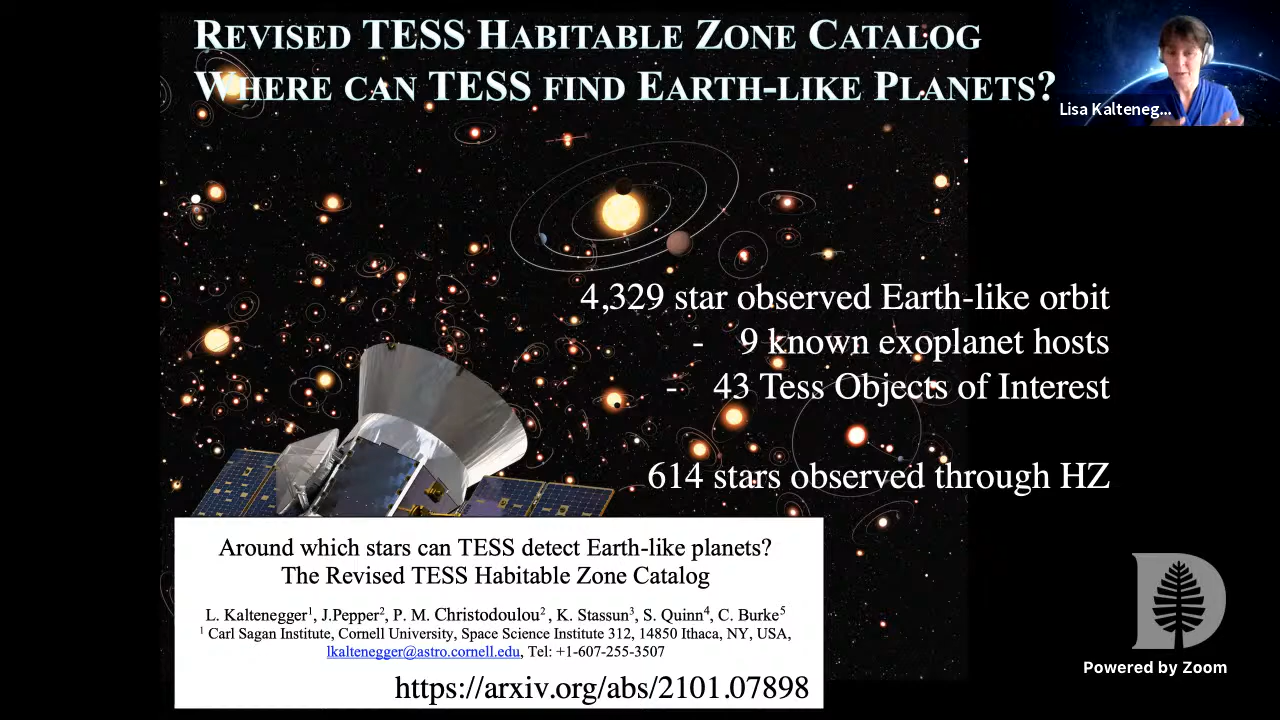 REVISED TESS HABITABLE ZONE CATALOG
WHERE CAN TESS FIND EARTH-LIKE PLANETS?
Lisa Kalteneg...
4,329 star observed Earth-like orbit
- 9 known exoplanet hosts
- 43 Tess Objects of Interest
614 stars observed through HZ
Around which stars can TESS detect Earth-like planets?
The Revised TESS Habitable Zone Catalog
L. Kaltenegger¹, J.Pepper², P. M. Christodoulou², K. Stassun³, S. Quinn⁴, C. Burke⁵
¹ Carl Sagan Institute, Cornell University, Space Science Institute 312, 14850 Ithaca, NY, USA,
lkaltenegger@astro.cornell.edu, Tel: +1-607-255-3507
https://arxiv.org/abs/2101.07898
D
Powered by Zoom